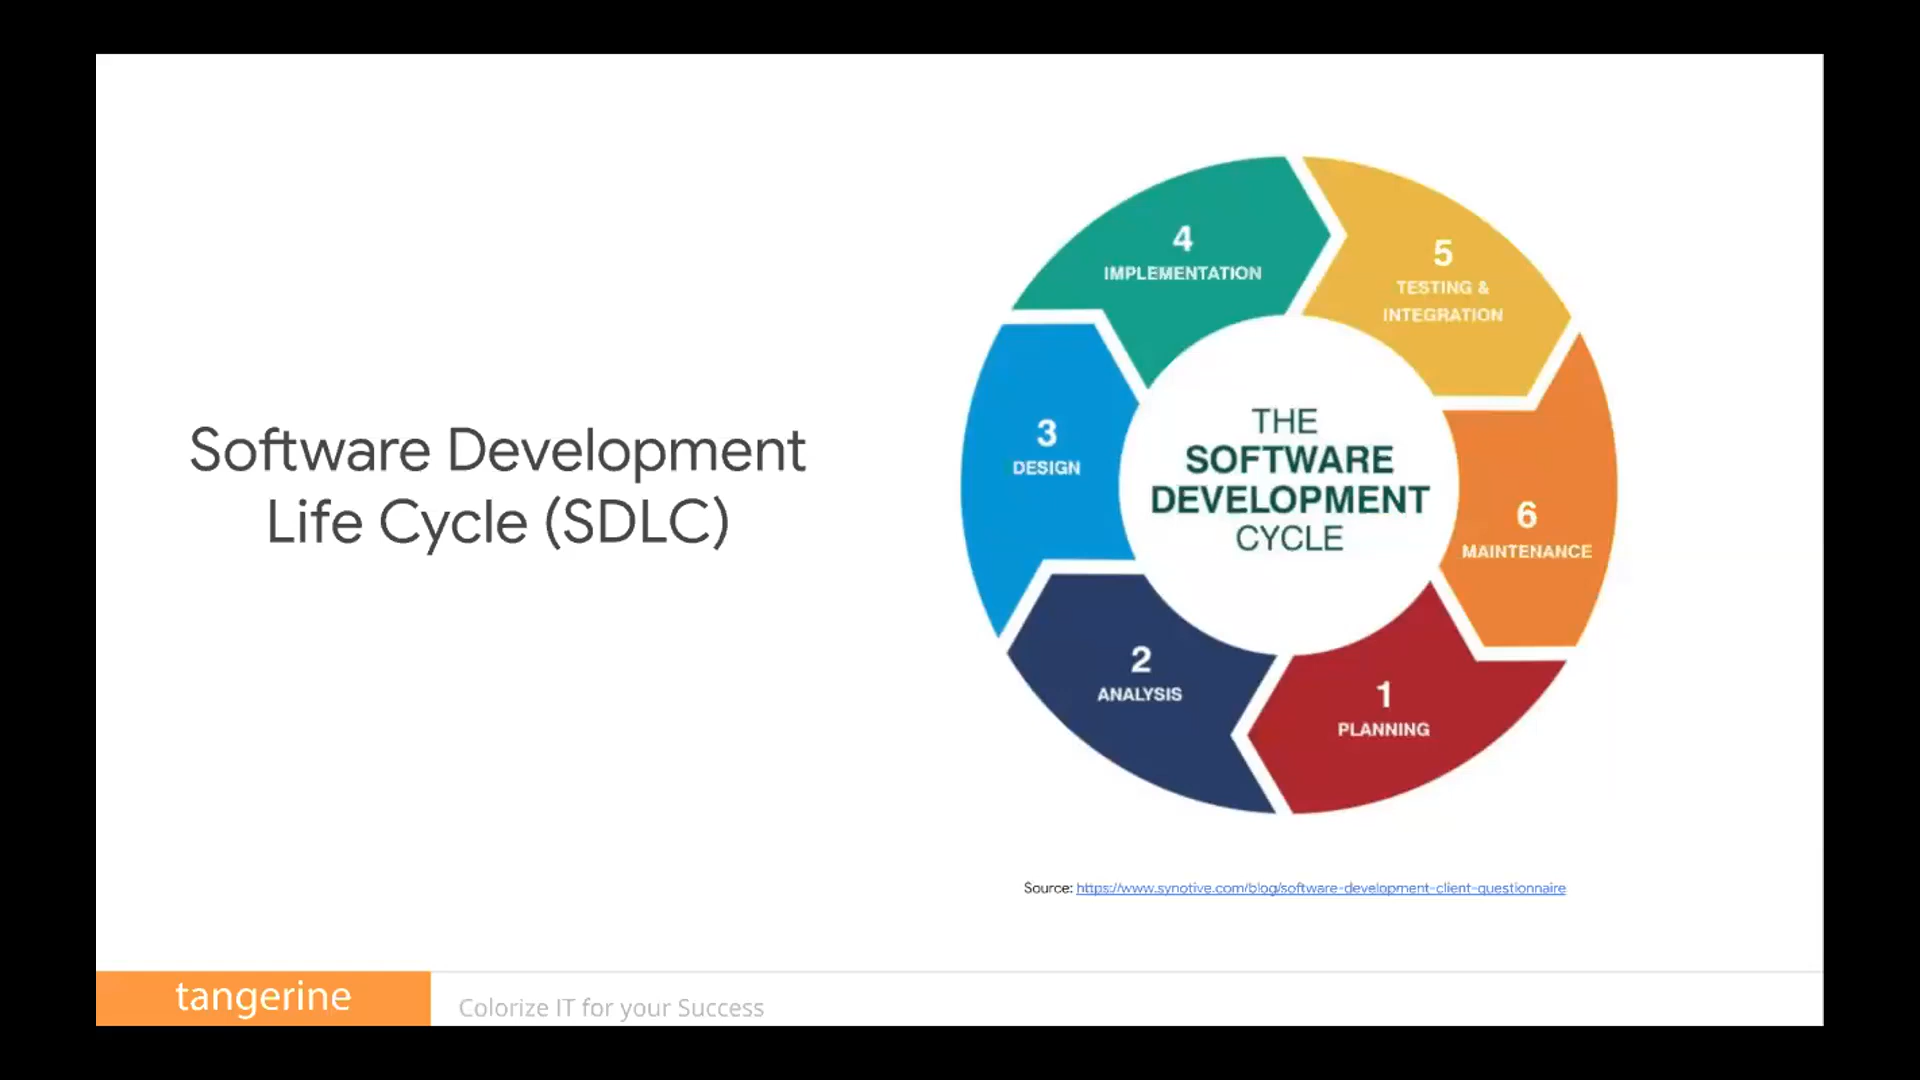 Software Development
Life Cycle (SDLC)
4
IMPLEMENTATION
5
TESTING &
INTEGRATION
3
DESIGN
THE
SOFTWARE
DEVELOPMENT
CYCLE
6
MAINTENANCE
2
ANALYSIS
1
PLANNING
Source: https://www.synotive.com/blog/software-development-client-questionnaire
tangerine
Colorize IT for your Success